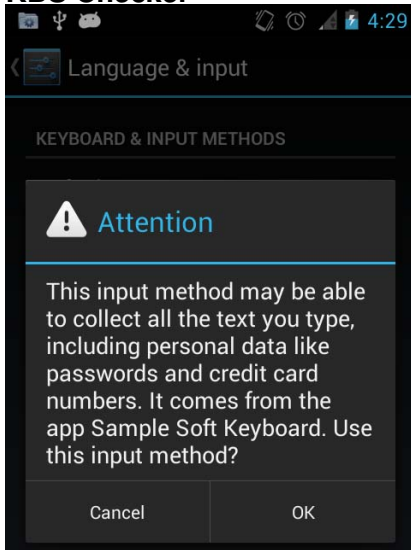 4:29
Language & input
KEYBOARD & INPUT METHODS
Attention
This input method may be able
to collect all the text you type,
including personal data like
passwords and credit card
numbers. It comes from the
app Sample Soft Keyboard. Use
this input method?
Cancel
OK